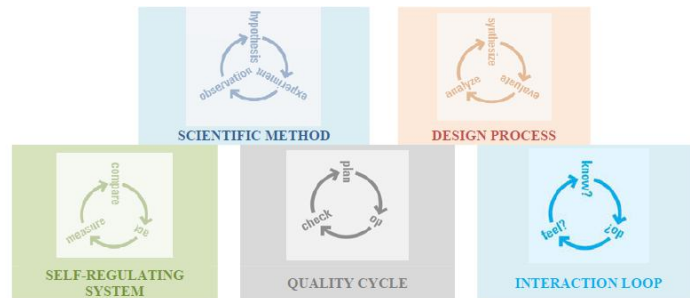 hypothesis
observation
experiment
SCIENTIFIC METHOD
synthesize
analyze
evaluate
DESIGN PROCESS
compare
measure
act
SELF-REGULATING
SYSTEM
plan
check
do
QUALITY CYCLE
know?
feel?
do?
INTERACTION LOOP